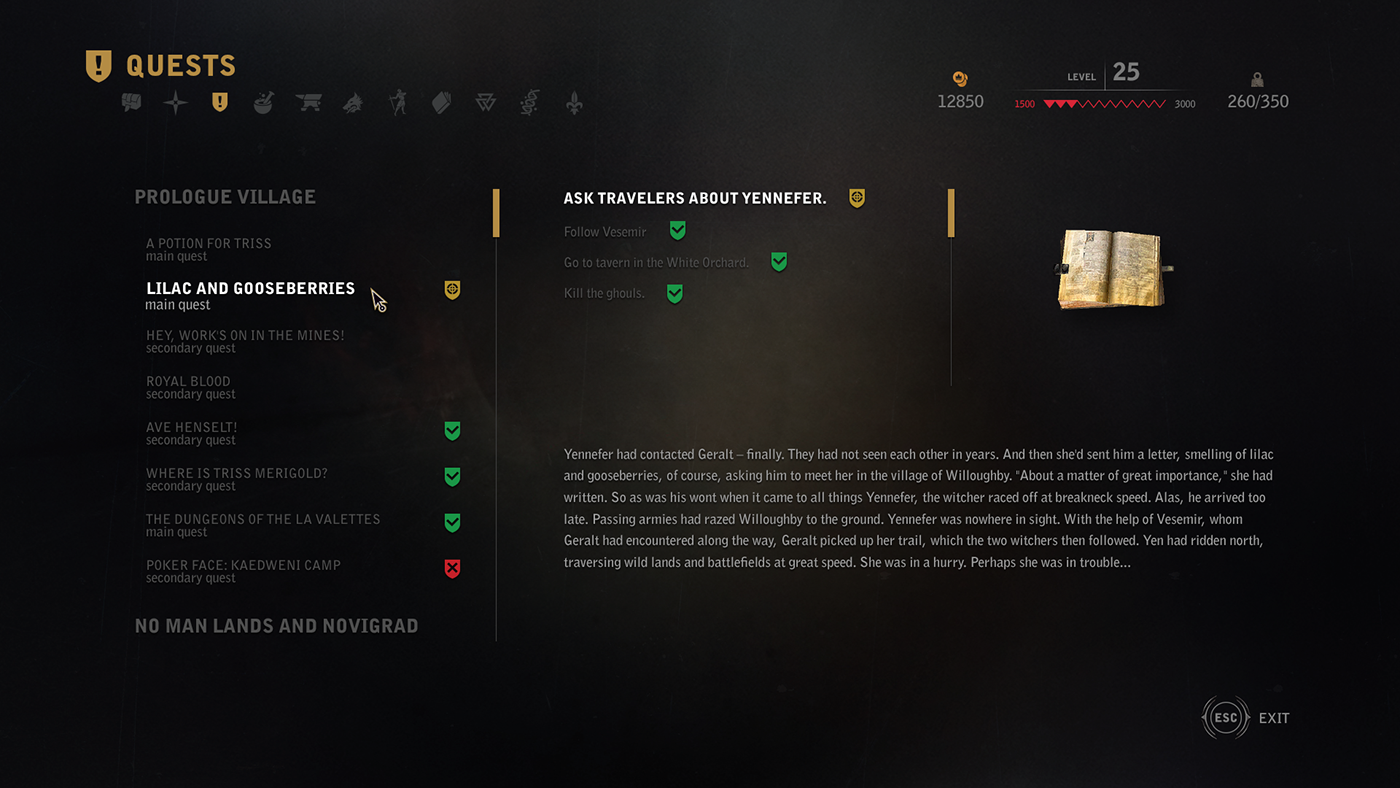 QUESTS
LEVEL 25
12850
1500
3000
260/350
PROLOGUE VILLAGE
A POTION FOR TRISS
main quest
LILAC AND GOOSEBERRIES
main quest
HEY, WORK'S ON IN THE MINES!
secondary quest
ROYAL BLOOD
secondary quest
AVE HENSELT!
secondary quest
WHERE IS TRISS MERIGOLD?
secondary quest
THE DUNGEONS OF THE LA VALETTES
main quest
POKER FACE: KAEDWENI CAMP
secondary quest
NO MAN LANDS AND NOVIGRAD
ASK TRAVELERS ABOUT YENNEFER.
Follow Vesemir
Go to tavern in the White Orchard.
Kill the ghouls.
Yennefer had contacted Geralt – finally. They had not seen each other in years. And then she'd sent him a letter, smelling of lilac
and gooseberries, of course, asking him to meet her in the village of Willoughby. "About a matter of great importance," she had
written. So as was his wont when it came to all things Yennefer, the witcher raced off at breakneck speed. Alas, he arrived too
late. Passing armies had razed Willoughby to the ground. Yennefer was nowhere in sight. With the help of Vesemir, whom
Geralt had encountered along the way, Geralt picked up her trail, which the two witchers then followed. Yen had ridden north,
traversing wild lands and battlefields at great speed. She was in a hurry. Perhaps she was in trouble...
ESC EXIT